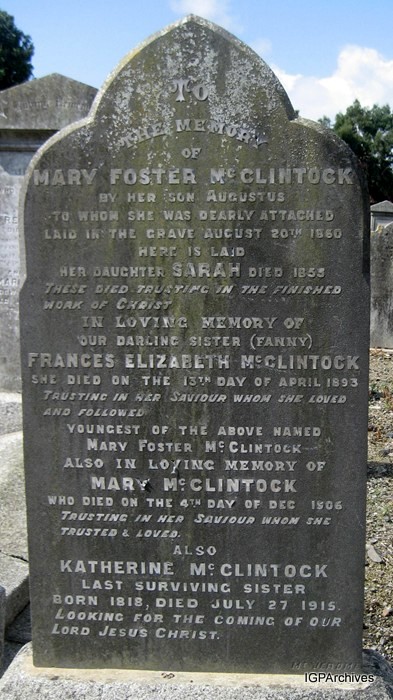 TO
THE MEMORY
OF
MARY FOSTER McCLINTOCK
BY HER SON AUGUSTUS
TO WHOM SHE WAS DEARLY ATTACHED
LAID IN THE GRAVE AUGUST 20TH 1860
HERE IS LAID
HER DAUGHTER SARAH DIED 1855
THESE DIED TRUSTING IN THE FINISHED
WORK OF CHRIST
IN LOVING MEMORY OF
OUR DARLING SISTER (FANNY)
FRANCES ELIZABETH McCLINTOCK
SHE DIED ON THE 13TH DAY OF APRIL 1893
TRUSTING IN HER SAVIOUR WHOM SHE LOVED
AND FOLLOWED
YOUNGEST OF THE ABOVE NAMED
MARY FOSTER McCLINTOCK
ALSO IN LOVING MEMORY OF
MARY McCLINTOCK
WHO DIED ON THE 4TH DAY OF DEC 1906
TRUSTING IN HER SAVIOUR WHOM SHE
TRUSTED & LOVED.
ALSO
KATHERINE McCLINTOCK
LAST SURVIVING SISTER
BORN 1818, DIED JULY 27 1915.
LOOKING FOR THE COMING OF OUR
LORD JESUS CHRIST.
IGPArchives